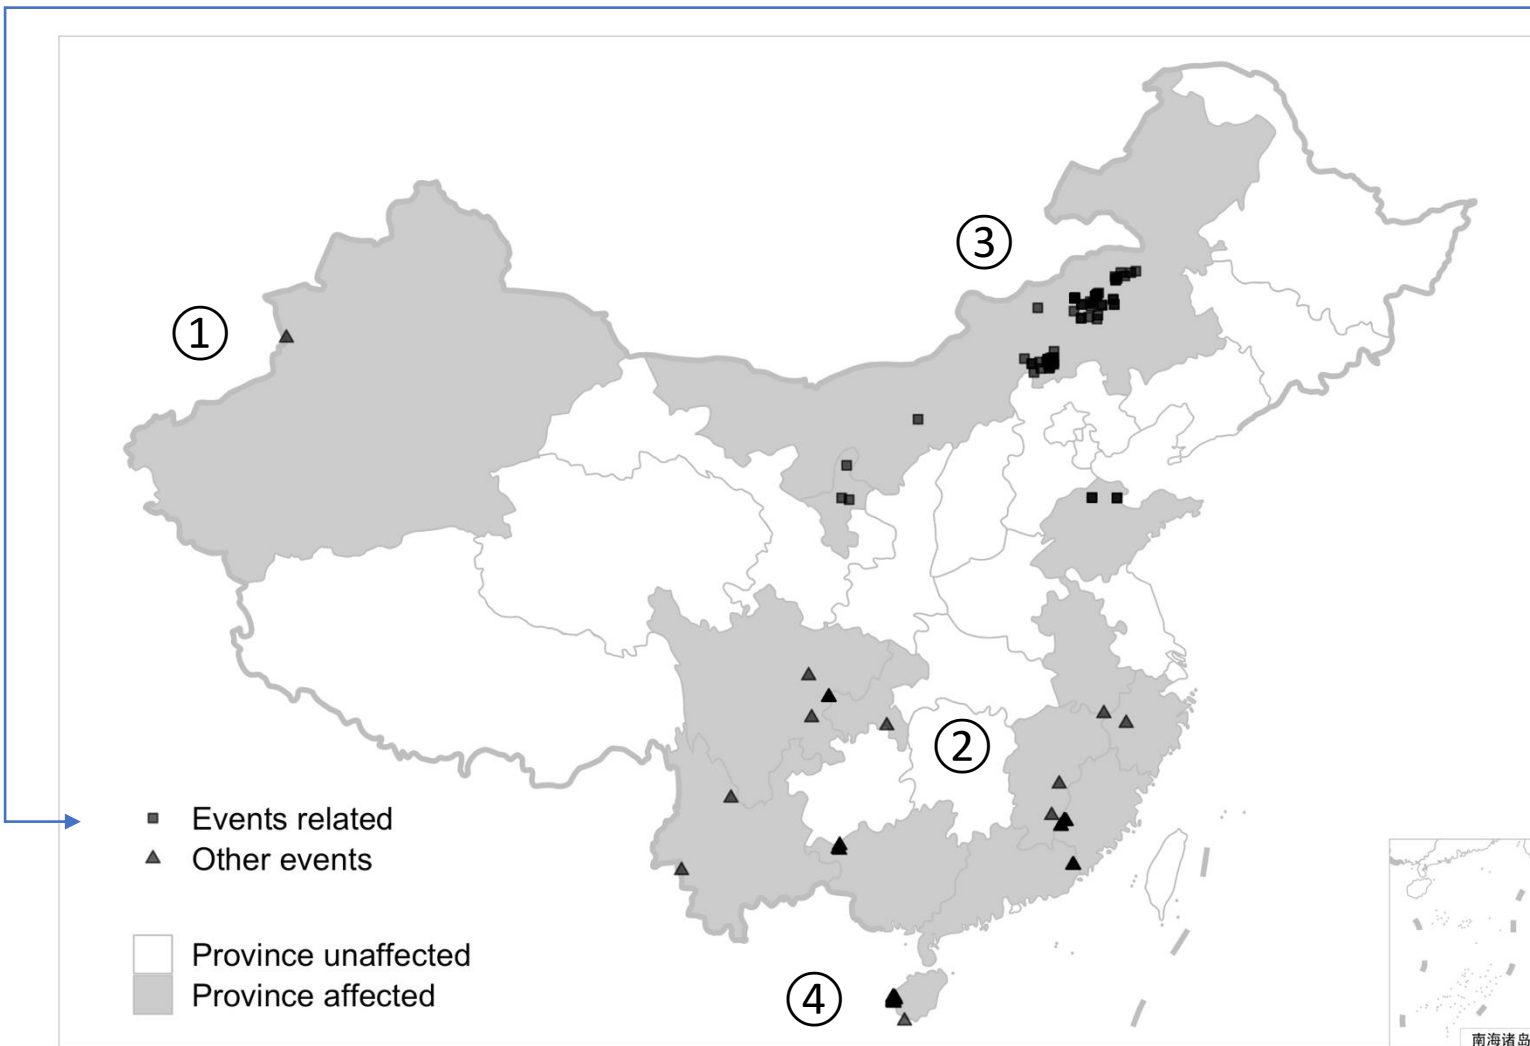 ③
①
②
Events related
Other events
Province unaffected
Province affected
④
南海诸岛